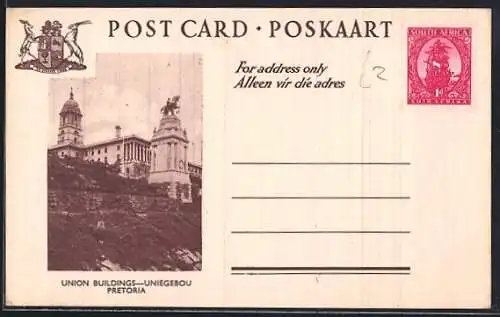 POST CARD · POSKAART
For address only
Alleen vir die adres
SOUTH AFRICA
1D
SUID AFRIKA
UNION BUILDINGS—UNIEGEBOU
PRETORIA